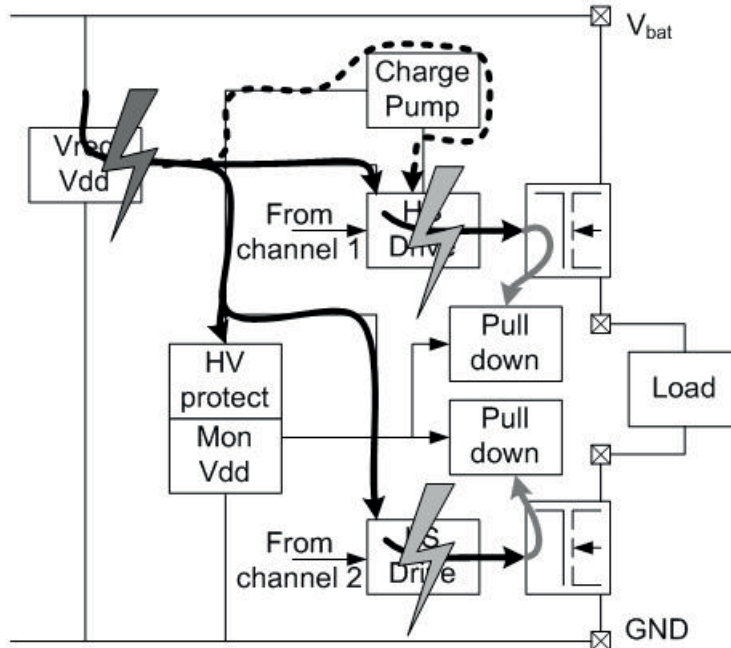 V_bat
Charge
Pump
Vreg
Vdd
From
channel 1
Drive
Pull
down
HV
protect
Load
Mon
Vdd
Pull
down
From
channel 2
Drive
GND